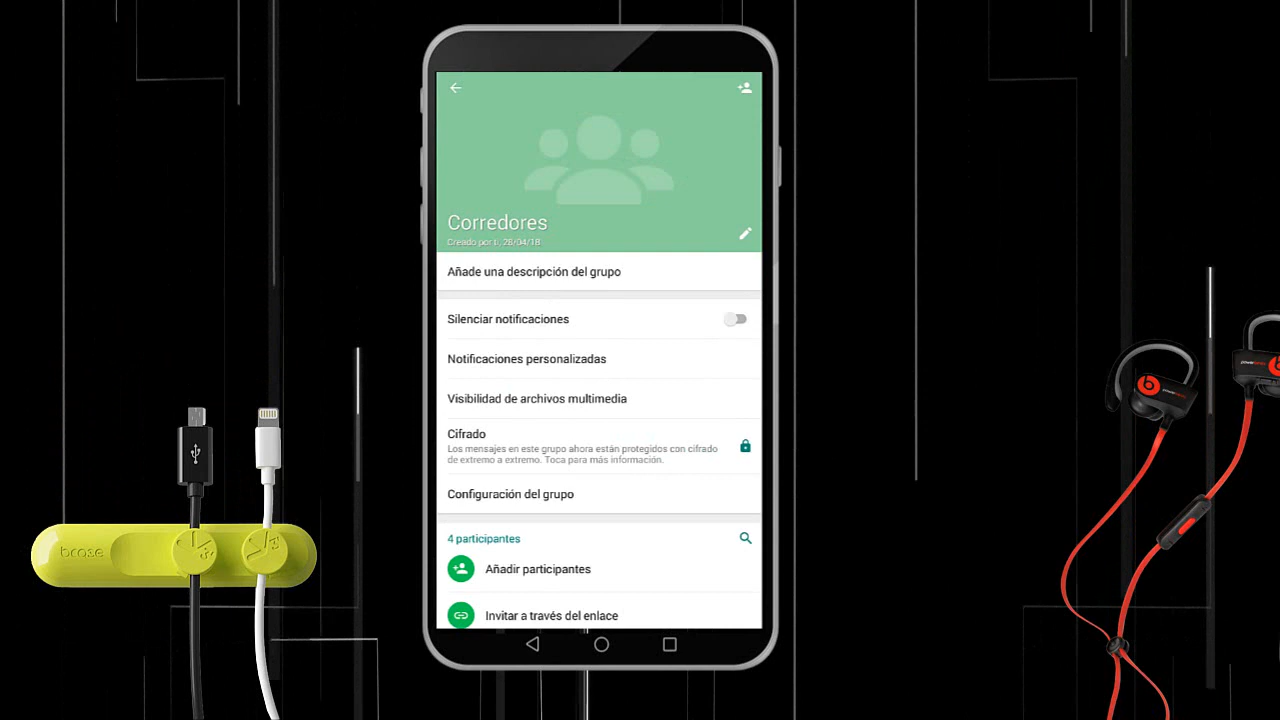 Corredores
Creado por ti, 28/04/18
Añade una descripción del grupo
Silenciar notificaciones
Notificaciones personalizadas
Visibilidad de archivos multimedia
Cifrado
Los mensajes en este grupo ahora están protegidos con cifrado
de extremo a extremo. Toca para más información.
Configuración del grupo
4 participantes
Añadir participantes
Invitar a través del enlace
b